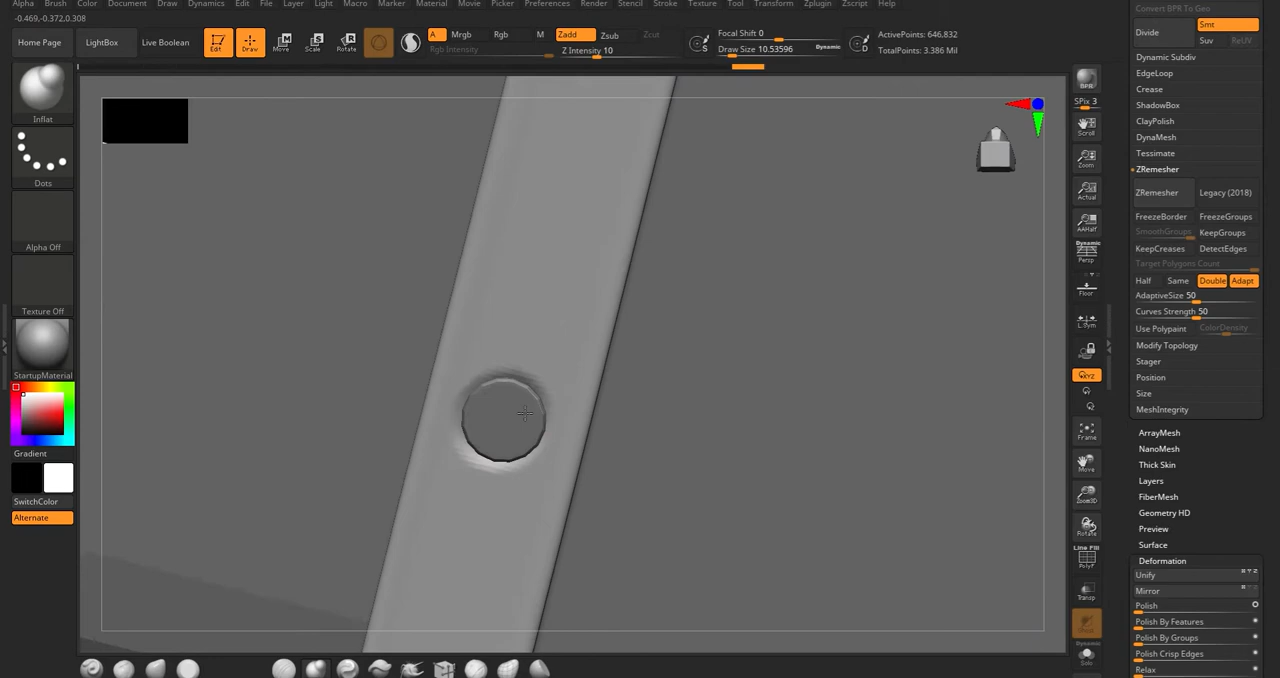 Alpha Brush Color Document Draw Dynamics Edit File Layer Light Macro Marker Material Movie Picker Preferences Render Stencil Stroke Texture Tool Transform Zplugin Zscript Help
-0.469,-0.372,0.308
Home Page
LightBox
Live Boolean
Edit
Draw
Move
Scale
Rotate
A
Mrgb
Rgb
M
Rgb Intensity
Zadd
Zsub
Zcut
Z Intensity 10
S
Focal Shift 0
Draw Size 10.53596
Dynamic
D
ActivePoints: 646,832
TotalPoints: 3.386 Mil
Inflat
Dots
Alpha Off
Texture Off
StartupMaterial
Gradient
SwitchColor
Alternate
BPR
SPix 3
Scroll
Zoom
Actual
AAHalf
Dynamic
Persp
Floor
L.Sym
XYZ
Frame
Move
Zoom3D
Rotate
Line Fill
PolyF
Transp
Dynamic
Solo
Convert BPR To Geo
Divide
Smt
Suv
ReUV
Dynamic Subdiv
EdgeLoop
Crease
ShadowBox
ClayPolish
DynaMesh
Tessimate
ZRemesher
ZRemesher
Legacy (2018)
FreezeBorder
FreezeGroups
SmoothGroups
KeepGroups
KeepCreases
DetectEdges
Target Polygons Count
Half
Same
Double
Adapt
AdaptiveSize 50
Curves Strength 50
Use Polypaint
ColorDensity
Modify Topology
Stager
Position
Size
MeshIntegrity
ArrayMesh
NanoMesh
Thick Skin
Layers
FiberMesh
Geometry HD
Preview
Surface
Deformation
Unify
Mirror
Polish
Polish By Features
Polish By Groups
Polish Crisp Edges
Relax